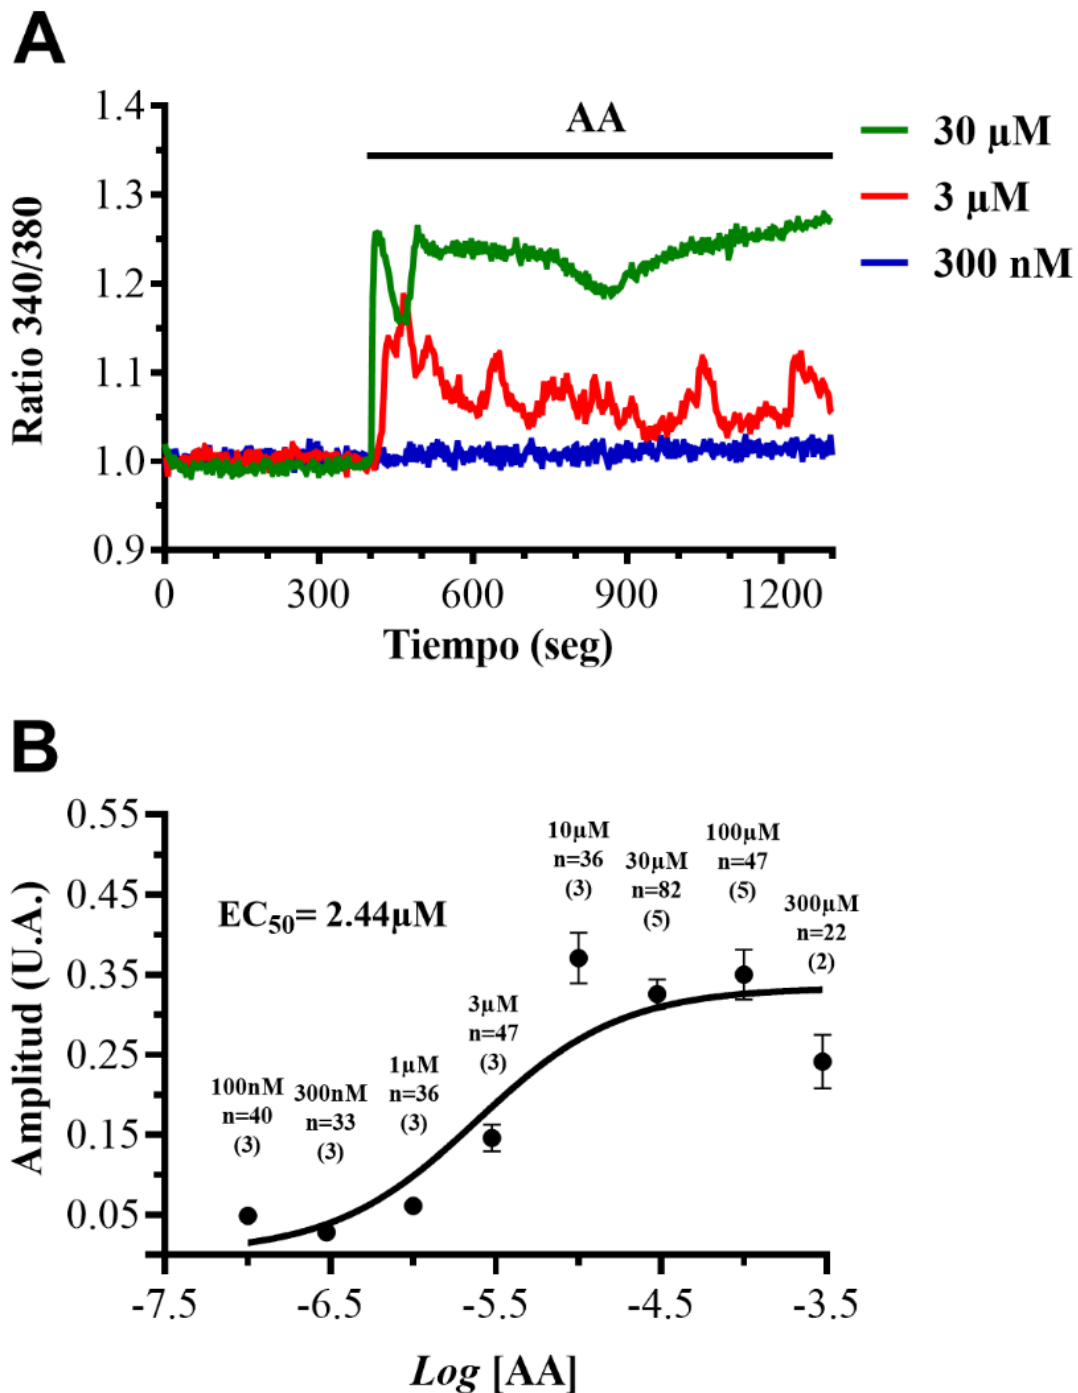 A
1.4
1.3
1.2
1.1
1.0
0.9
Ratio 340/380
AA
30 µM
3 µM
300 nM
0 300 600 900 1200
Tiempo (seg)
B
0.55
0.45
0.35
0.25
0.15
0.05
Amplitud (U.A.)
EC50= 2.44µM
100nM
n=40
(3)
300nM
n=33
(3)
1µM
n=36
(3)
3µM
n=47
(3)
10µM
n=36
(3)
30µM
n=82
(5)
100µM
n=47
(5)
300µM
n=22
(2)
-7.5 -6.5 -5.5 -4.5 -3.5
Log [AA]